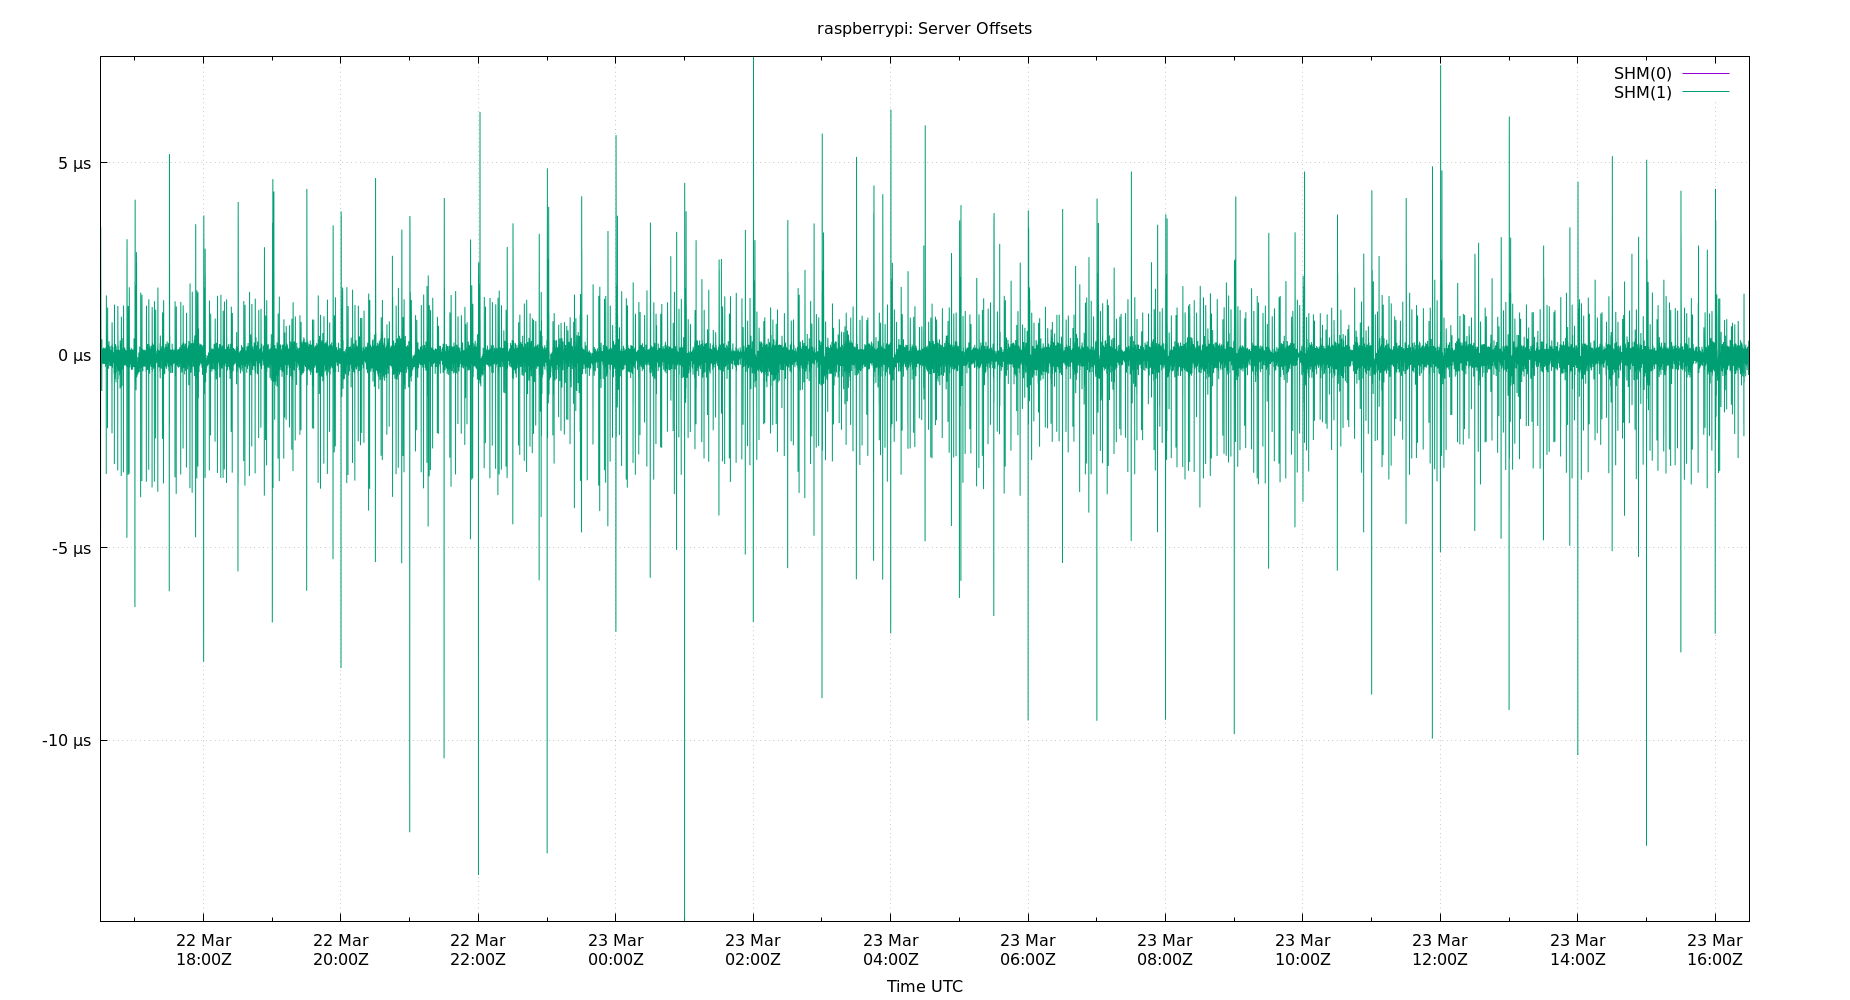 raspberrypi: Server Offsets
SHM(0)
SHM(1)
5 µs
0 µs
-5 µs
-10 µs
22 Mar 22 Mar 22 Mar 23 Mar 23 Mar 23 Mar 23 Mar 23 Mar 23 Mar 23 Mar 23 Mar 23 Mar
18:00Z 20:00Z 22:00Z 00:00Z 02:00Z 04:00Z 06:00Z 08:00Z 10:00Z 12:00Z 14:00Z 16:00Z
Time UTC